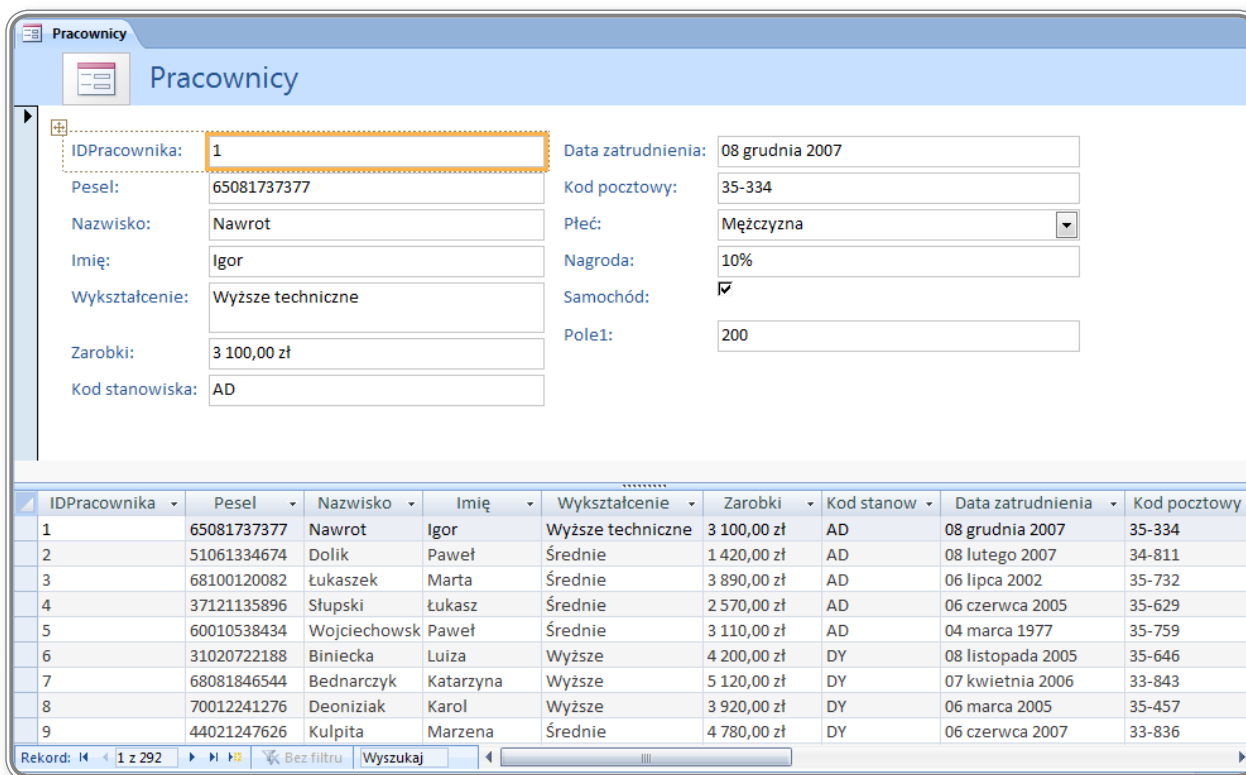 Pracownicy
Pracownicy
IDPracownika: 1 Data zatrudnienia: 08 grudnia 2007
Pesel: 65081737377 Kod pocztowy: 35-334
Nazwisko: Nawrot Płeć: Mężczyzna
Imię: Igor Nagroda: 10%
Wykształcenie: Wyższe techniczne Samochód:
Pole1: 200
Zarobki: 3 100,00 zł
Kod stanowiska: AD
IDPracownika Pesel Nazwisko Imię Wykształcenie Zarobki Kod stanow Data zatrudnienia Kod pocztowy
1 65081737377 Nawrot Igor Wyższe techniczne 3 100,00 zł AD 08 grudnia 2007 35-334
2 51061334674 Dolik Paweł Średnie 1 420,00 zł AD 08 lutego 2007 34-811
3 68100120082 Łukaszek Marta Średnie 3 890,00 zł AD 06 lipca 2002 35-732
4 37121135896 Słupski Łukasz Średnie 2 570,00 zł AD 06 czerwca 2005 35-629
5 60010538434 Wojciechowsk Paweł Średnie 3 110,00 zł AD 04 marca 1977 35-759
6 31020722188 Biniecka Luiza Wyższe 4 200,00 zł DY 08 listopada 2005 35-646
7 68081846544 Bednarczyk Katarzyna Wyższe 5 120,00 zł DY 07 kwietnia 2006 33-843
8 70012241276 Deoniziak Karol Wyższe 3 920,00 zł DY 06 marca 2005 35-457
9 44021247626 Kulpita Marzena Średnie 4 780,00 zł DY 06 czerwca 2007 33-836
Rekord: 1 z 292 Bez filtru Wyszukaj